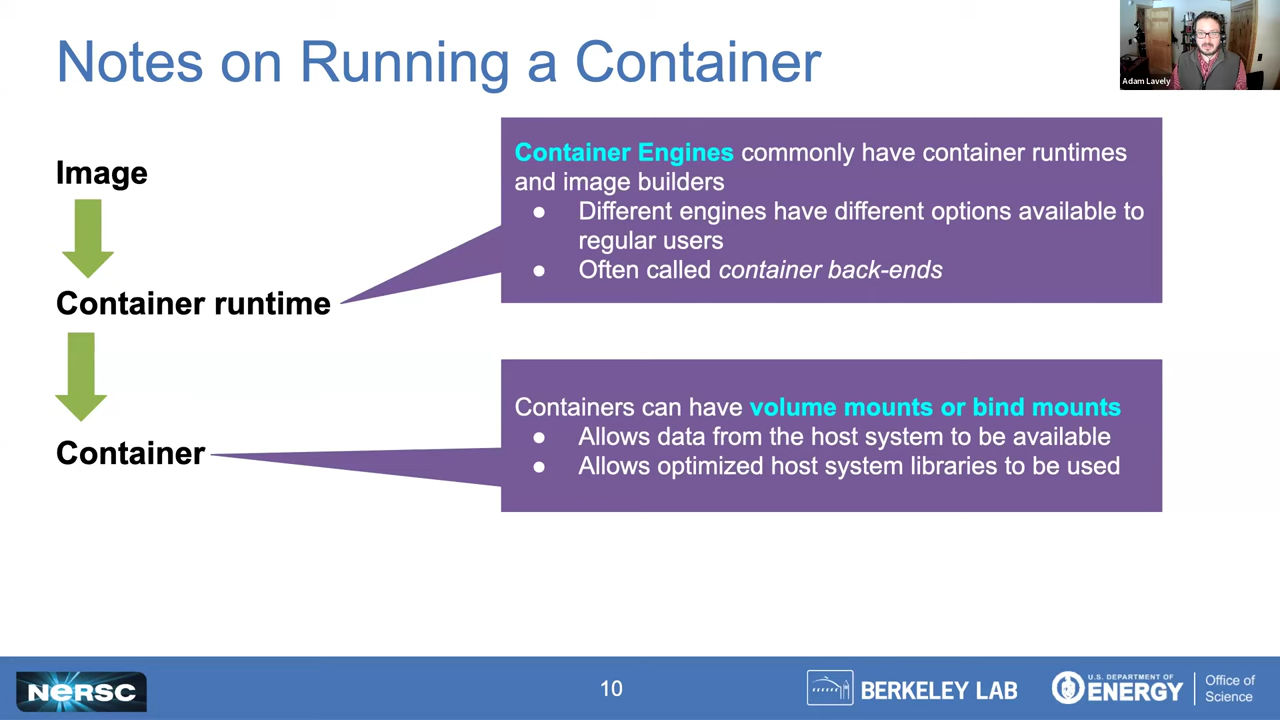 Notes on Running a Container
Adam Lavely
Image
Container runtime
Container
Container Engines commonly have container runtimes
and image builders
● Different engines have different options available to
regular users
● Often called container back-ends
Containers can have volume mounts or bind mounts
● Allows data from the host system to be available
● Allows optimized host system libraries to be used
NERSC
10
BERKELEY LAB
U.S. DEPARTMENT OF
ENERGY
Office of
Science